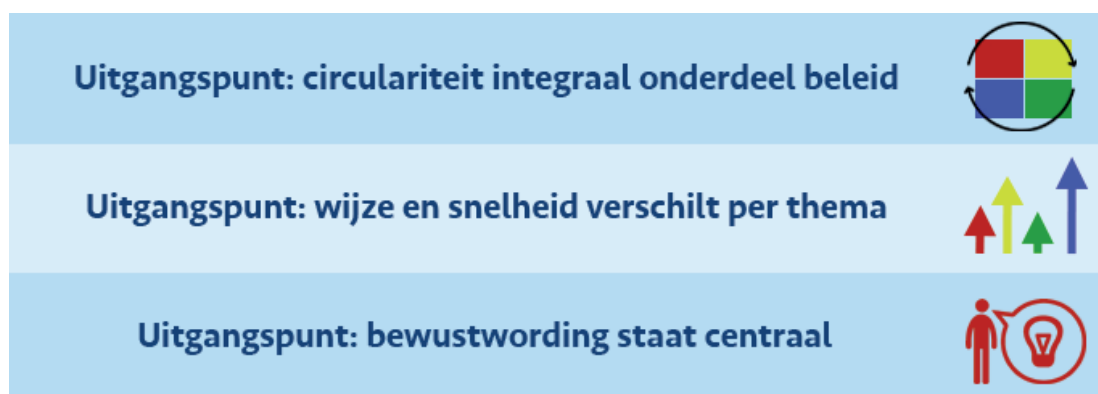 Uitgangspunt: circulariteit integraal onderdeel beleid
Uitgangspunt: wijze en snelheid verschilt per thema
Uitgangspunt: bewustwording staat centraal